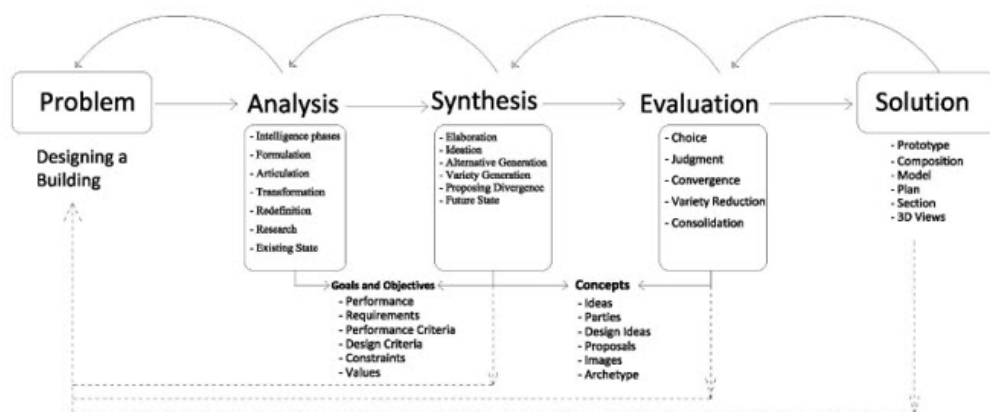 Problem
Analysis
Synthesis
Evaluation
Solution
Designing a
Building
- Intelligence phases
- Formulation
- Articulation
- Transformation
- Redefinition
- Research
- Existing State
- Elaboration
- Ideation
- Alternative Generation
- Variety Generation
- Proposing Divergence
- Future State
- Choice
- Judgment
- Convergence
- Variety Reduction
- Consolidation
- Prototype
- Composition
- Model
- Plan
- Section
- 3D Views
Goals and Objectives
- Performance
- Requirements
- Performance Criteria
- Design Criteria
- Constraints
- Values
Concepts
- Ideas
- Parties
- Design Ideas
- Proposals
- Images
- Archetype